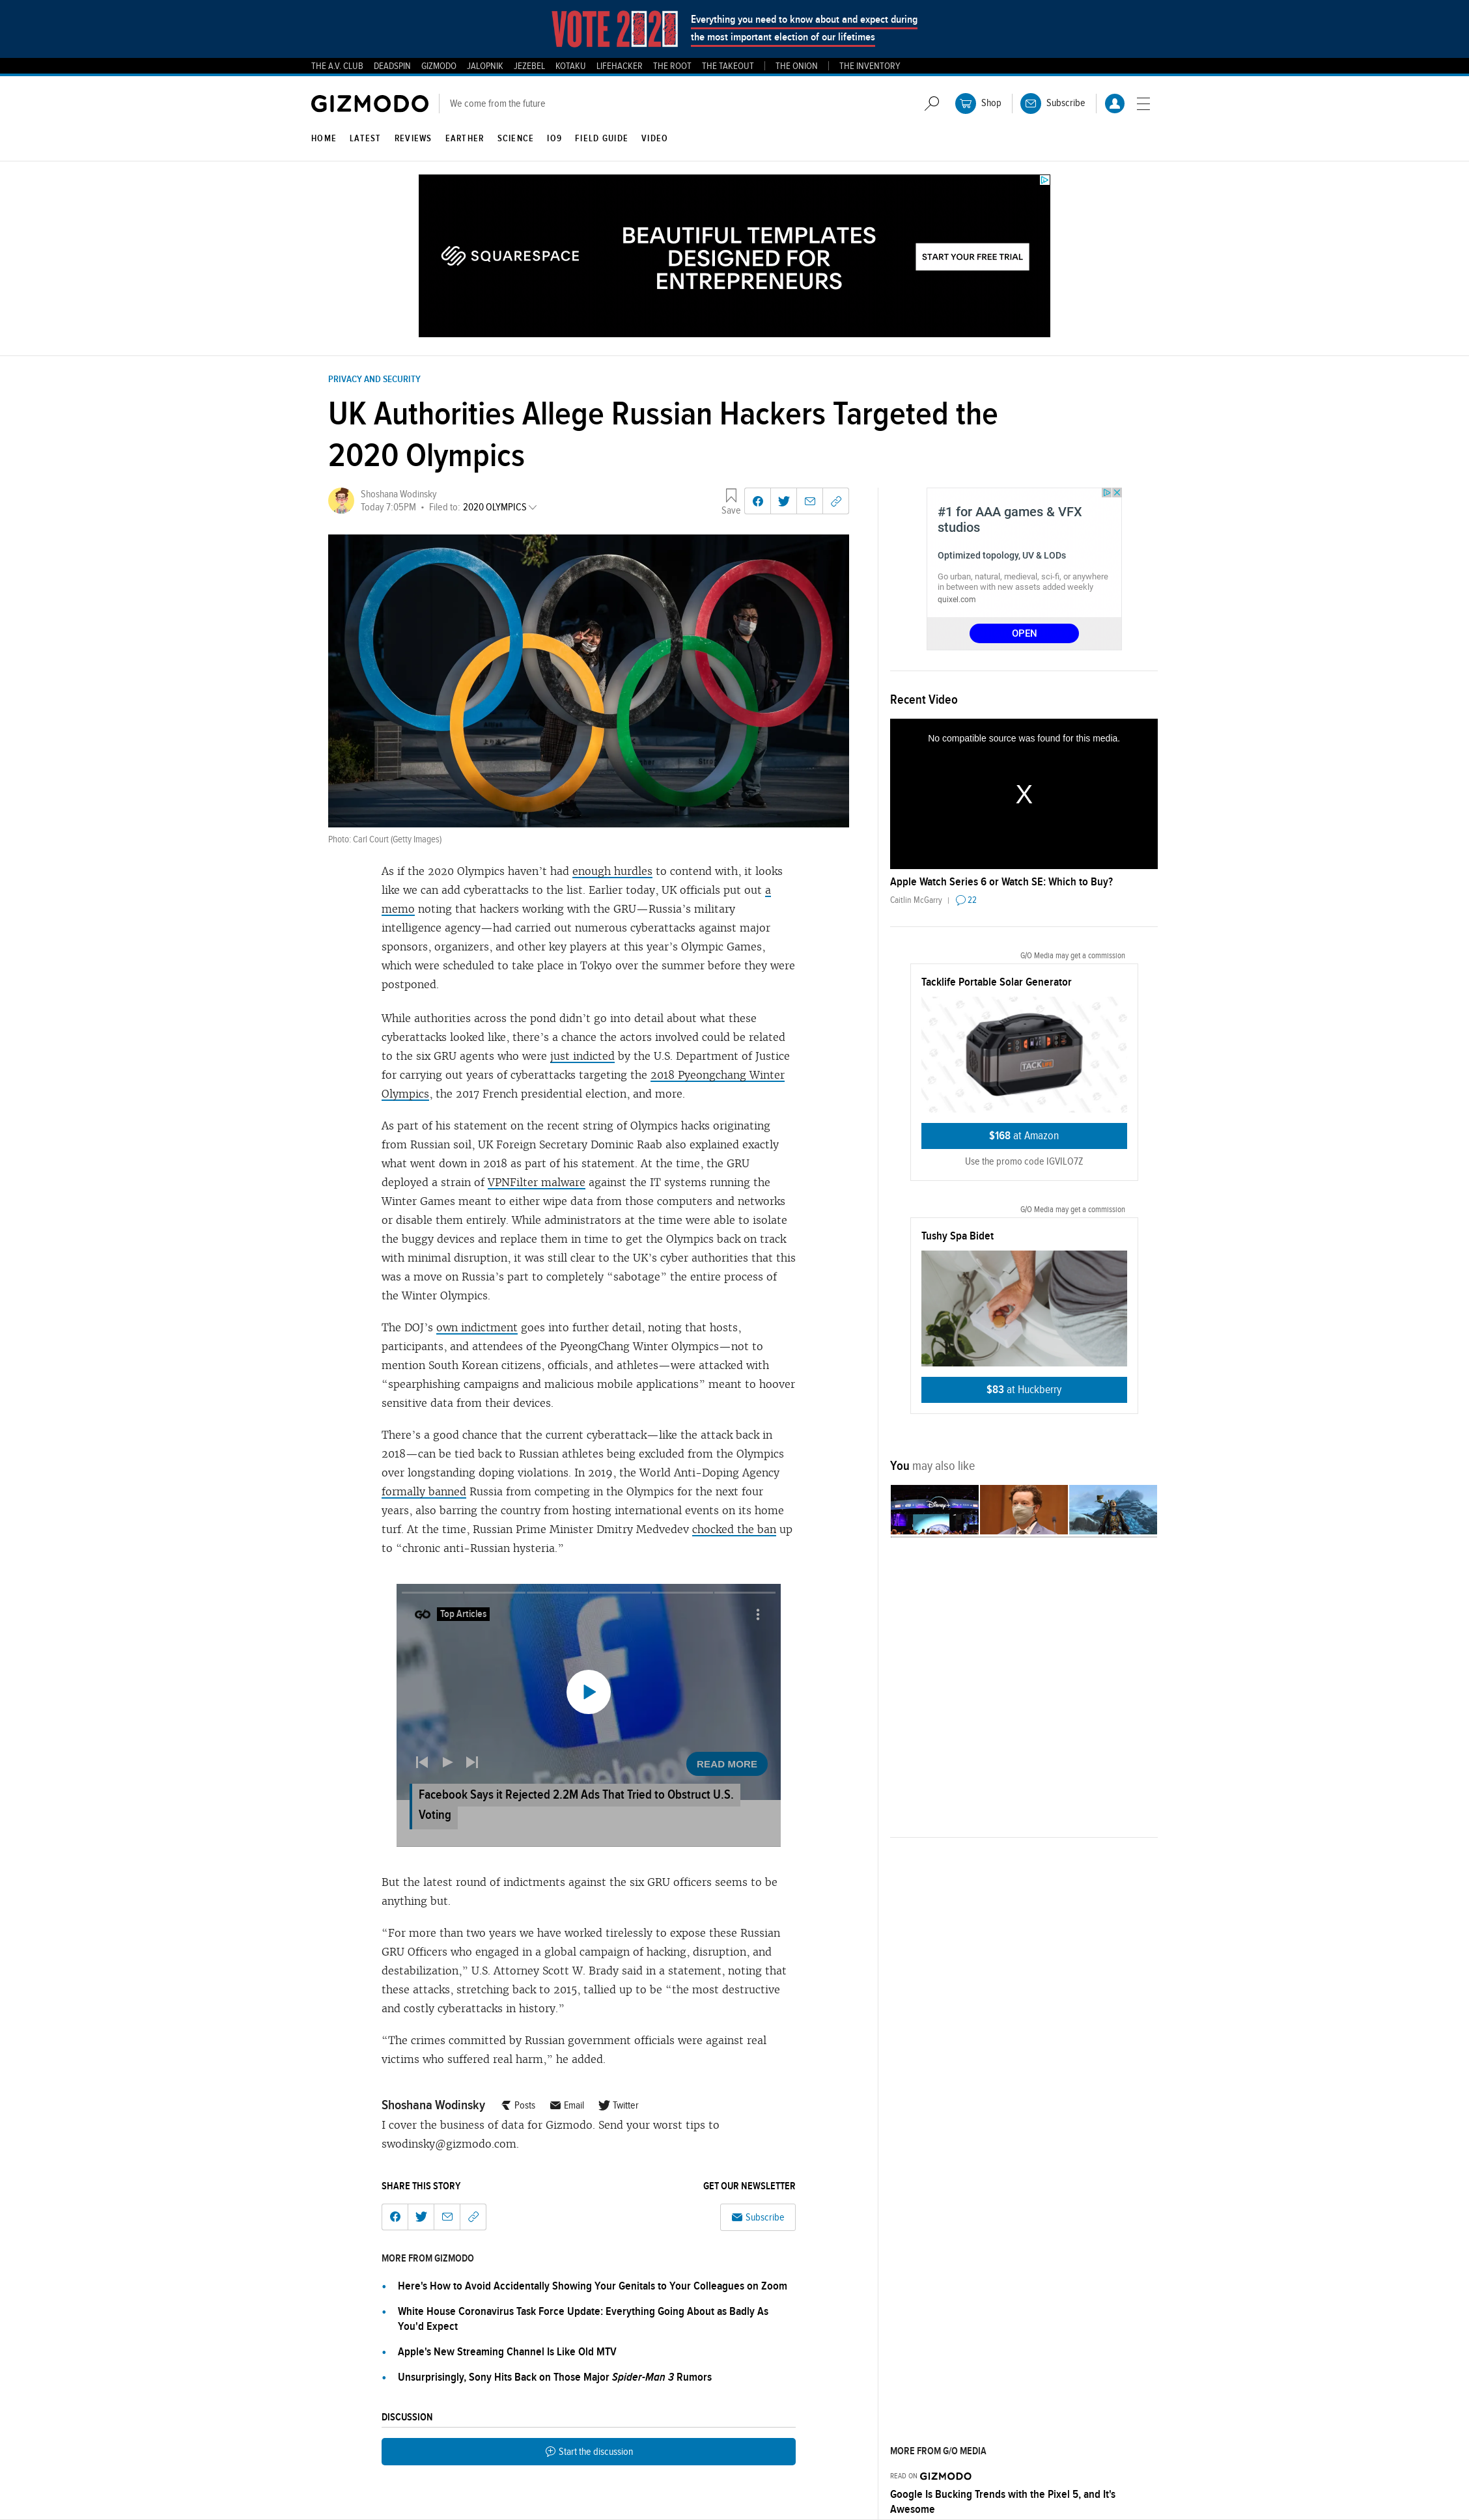 VOTE 2020
Everything you need to know about and expect during
the most important election of our lifetimes
THE A.V. CLUB DEADSPIN GIZMODO JALOPNIK JEZEBEL KOTAKU LIFEHACKER THE ROOT THE TAKEOUT THE ONION THE INVENTORY
GIZMODO
We come from the future
Shop
Subscribe
HOME LATEST REVIEWS EARTHER SCIENCE IO9 FIELD GUIDE VIDEO
SQUARESPACE
BEAUTIFUL TEMPLATES
DESIGNED FOR
ENTREPRENEURS
START YOUR FREE TRIAL
PRIVACY AND SECURITY
UK Authorities Allege Russian Hackers Targeted the
2020 Olympics
Shoshana Wodinsky
Today 7:05PM • Filed to: 2020 OLYMPICS
Save
Photo: Carl Court (Getty Images)
As if the 2020 Olympics haven’t had enough hurdles to contend with, it looks
like we can add cyberattacks to the list. Earlier today, UK officials put out a
memo noting that hackers working with the GRU—Russia’s military
intelligence agency—had carried out numerous cyberattacks against major
sponsors, organizers, and other key players at this year’s Olympic Games,
which were scheduled to take place in Tokyo over the summer before they were
postponed.
While authorities across the pond didn’t go into detail about what these
cyberattacks looked like, there’s a chance the actors involved could be related
to the six GRU agents who were just indicted by the U.S. Department of Justice
for carrying out years of cyberattacks targeting the 2018 Pyeongchang Winter
Olympics, the 2017 French presidential election, and more.
As part of his statement on the recent string of Olympics hacks originating
from Russian soil, UK Foreign Secretary Dominic Raab also explained exactly
what went down in 2018 as part of his statement. At the time, the GRU
deployed a strain of VPNFilter malware against the IT systems running the
Winter Games meant to either wipe data from those computers and networks
or disable them entirely. While administrators at the time were able to isolate
the buggy devices and replace them in time to get the Olympics back on track
with minimal disruption, it was still clear to the UK’s cyber authorities that this
was a move on Russia’s part to completely “sabotage” the entire process of
the Winter Olympics.
The DOJ’s own indictment goes into further detail, noting that hosts,
participants, and attendees of the PyeongChang Winter Olympics—not to
mention South Korean citizens, officials, and athletes—were attacked with
“spearphishing campaigns and malicious mobile applications” meant to hoover
sensitive data from their devices.
There’s a good chance that the current cyberattack—like the attack back in
2018—can be tied back to Russian athletes being excluded from the Olympics
over longstanding doping violations. In 2019, the World Anti-Doping Agency
formally banned Russia from competing in the Olympics for the next four
years, also barring the country from hosting international events on its home
turf. At the time, Russian Prime Minister Dmitry Medvedev chocked the ban up
to “chronic anti-Russian hysteria.”
Top Articles
facebook
Facebook
READ MORE
Facebook Says it Rejected 2.2M Ads That Tried to Obstruct U.S.
Voting
But the latest round of indictments against the six GRU officers seems to be
anything but.
“For more than two years we have worked tirelessly to expose these Russian
GRU Officers who engaged in a global campaign of hacking, disruption, and
destabilization,” U.S. Attorney Scott W. Brady said in a statement, noting that
these attacks, stretching back to 2015, tallied up to be “the most destructive
and costly cyberattacks in history.”
“The crimes committed by Russian government officials were against real
victims who suffered real harm,” he added.
Shoshana Wodinsky Posts Email Twitter
I cover the business of data for Gizmodo. Send your worst tips to
swodinsky@gizmodo.com.
SHARE THIS STORY
GET OUR NEWSLETTER
Subscribe
MORE FROM GIZMODO
• Here's How to Avoid Accidentally Showing Your Genitals to Your Colleagues on Zoom
• White House Coronavirus Task Force Update: Everything Going About as Badly As
You'd Expect
• Apple's New Streaming Channel Is Like Old MTV
• Unsurprisingly, Sony Hits Back on Those Major Spider-Man 3 Rumors
DISCUSSION
Start the discussion
#1 for AAA games & VFX
studios
Optimized topology, UV & LODs
Go urban, natural, medieval, sci-fi, or anywhere
in between with new assets added weekly
quixel.com
OPEN
Recent Video
No compatible source was found for this media.
X
Apple Watch Series 6 or Watch SE: Which to Buy?
Caitlin McGarry 22
G/O Media may get a commission
Tacklife Portable Solar Generator
$168 at Amazon
Use the promo code IGVILO7Z
G/O Media may get a commission
Tushy Spa Bidet
$83 at Huckberry
You may also like
Disney+
MORE FROM G/O MEDIA
READ ON GIZMODO
Google Is Bucking Trends with the Pixel 5, and It's
Awesome